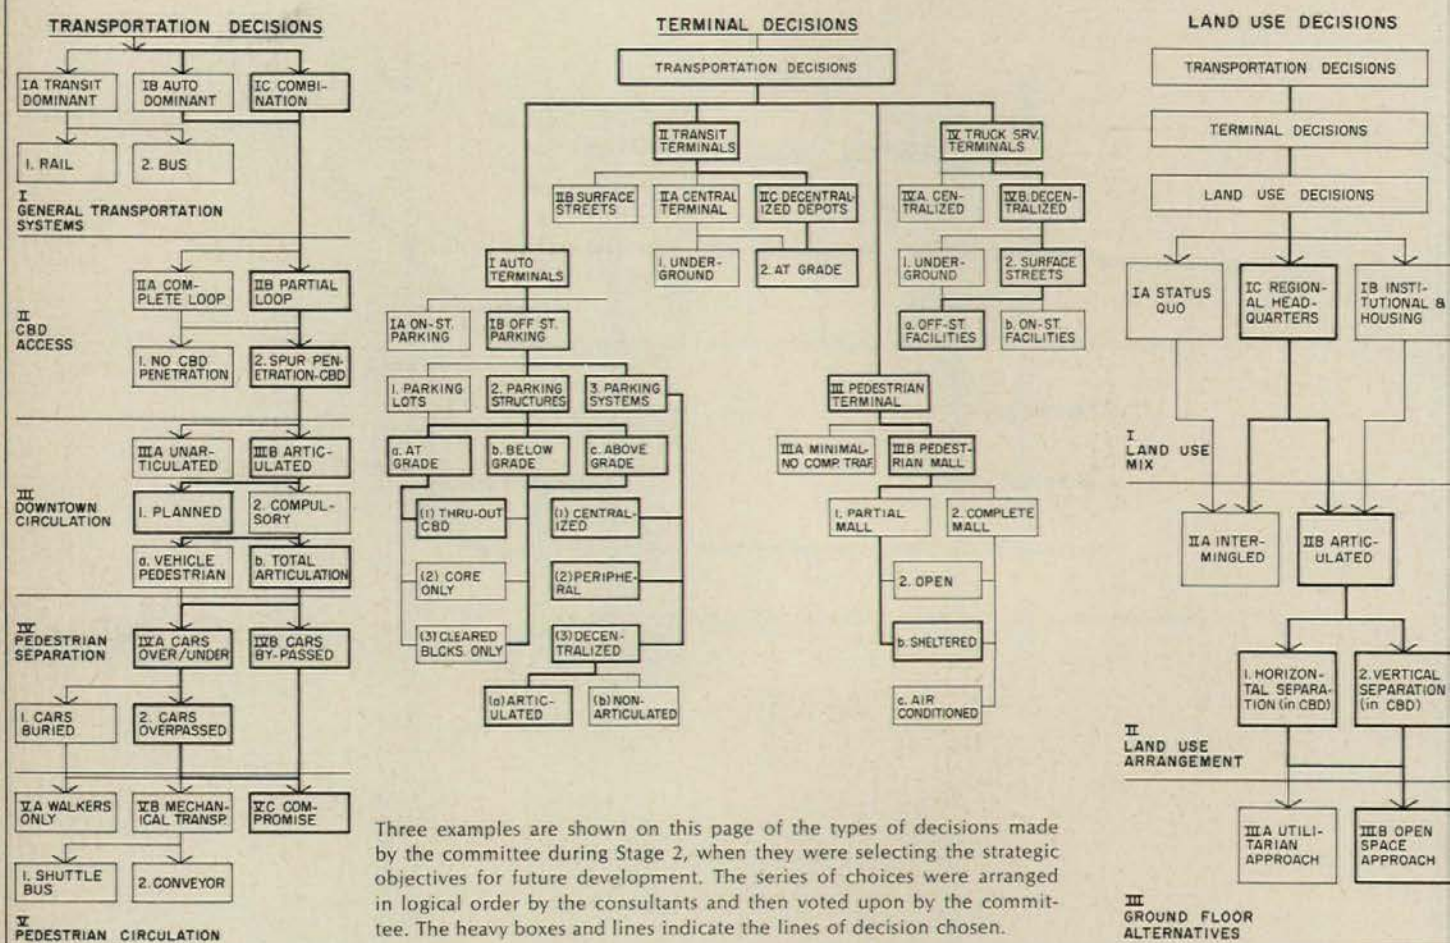 TRANSPORTATION DECISIONS
IA TRANSIT
DOMINANT
IB AUTO
DOMINANT
IC COMBI-
NATION
1. RAIL
2. BUS
I
GENERAL TRANSPORTATION
SYSTEMS
IIA COM-
PLETE LOOP
IIB PARTIAL
LOOP
II
CBD
ACCESS
1. NO CBD
PENETRATION
2. SPUR PEN-
ETRATION-CBD
IIIA UNAR-
TICULATED
IIIB ARTIC-
ULATED
III
DOWNTOWN
CIRCULATION
1. PLANNED
2. COMPUL-
SORY
a. VEHICLE
PEDESTRIAN
b. TOTAL
ARTICULATION
IV
PEDESTRIAN
SEPARATION
IVA CARS
OVER/UNDER
IVB CARS
BY-PASSED
1. CARS
BURIED
2. CARS
OVERPASSED
VA WALKERS
ONLY
VB MECHAN-
ICAL TRANSP.
VC COM-
PROMISE
1. SHUTTLE
BUS
2. CONVEYOR
V
PEDESTRIAN CIRCULATION
TERMINAL DECISIONS
TRANSPORTATION DECISIONS
II TRANSIT
TERMINALS
IV TRUCK SRV.
TERMINALS
IIB SURFACE
STREETS
IIA CENTRAL
TERMINAL
IIC DECENTRAL-
IZED DEPOTS
IVA. CEN-
TRALIZED
IVB. DECEN-
TRALIZED
I AUTO
TERMINALS
1. UNDER-
GROUND
2. AT GRADE
1. UNDER-
GROUND
2. SURFACE
STREETS
IA ON-ST.
PARKING
IB OFF ST.
PARKING
a. OFF-ST.
FACILITIES
b. ON-ST.
FACILITIES
1. PARKING
LOTS
2. PARKING
STRUCTURES
3. PARKING
SYSTEMS
III PEDESTRIAN
TERMINAL
a. AT
GRADE
b. BELOW
GRADE
c. ABOVE
GRADE
IIIA MINIMAL-
NO COMP. TRAF.
IIIB PEDEST-
RIAN MALL
(1) THRU-OUT
CBD
(1) CENTRAL-
IZED
1. PARTIAL
MALL
2. COMPLETE
MALL
(2) CORE
ONLY
(2) PERIPHE-
RAL
2. OPEN
(3) CLEARED
BLCKS. ONLY
(3) DECEN-
TRALIZED
b. SHELTERED
(a) ARTIC-
ULATED
(b) NON-
ARTICULATED
c. AIR
CONDITIONED
LAND USE DECISIONS
TRANSPORTATION DECISIONS
TERMINAL DECISIONS
LAND USE DECISIONS
IA STATUS
QUO
IC REGION-
AL HEAD-
QUARTERS
IB INSTI-
TUTIONAL &
HOUSING
I
LAND USE
MIX
IIA INTER-
MINGLED
IIB ARTIC-
ULATED
1. HORIZON-
TAL SEPARA-
TION (in CBD)
2. VERTICAL
SEPARATION
(in CBD)
II
LAND USE
ARRANGEMENT
IIIA UTILI-
TARIAN
APPROACH
IIIB OPEN
SPACE
APPROACH
III
GROUND FLOOR
ALTERNATIVES
Three examples are shown on this page of the types of decisions made
by the committee during Stage 2, when they were selecting the strategic
objectives for future development. The series of choices were arranged
in logical order by the consultants and then voted upon by the commit-
tee. The heavy boxes and lines indicate the lines of decision chosen.